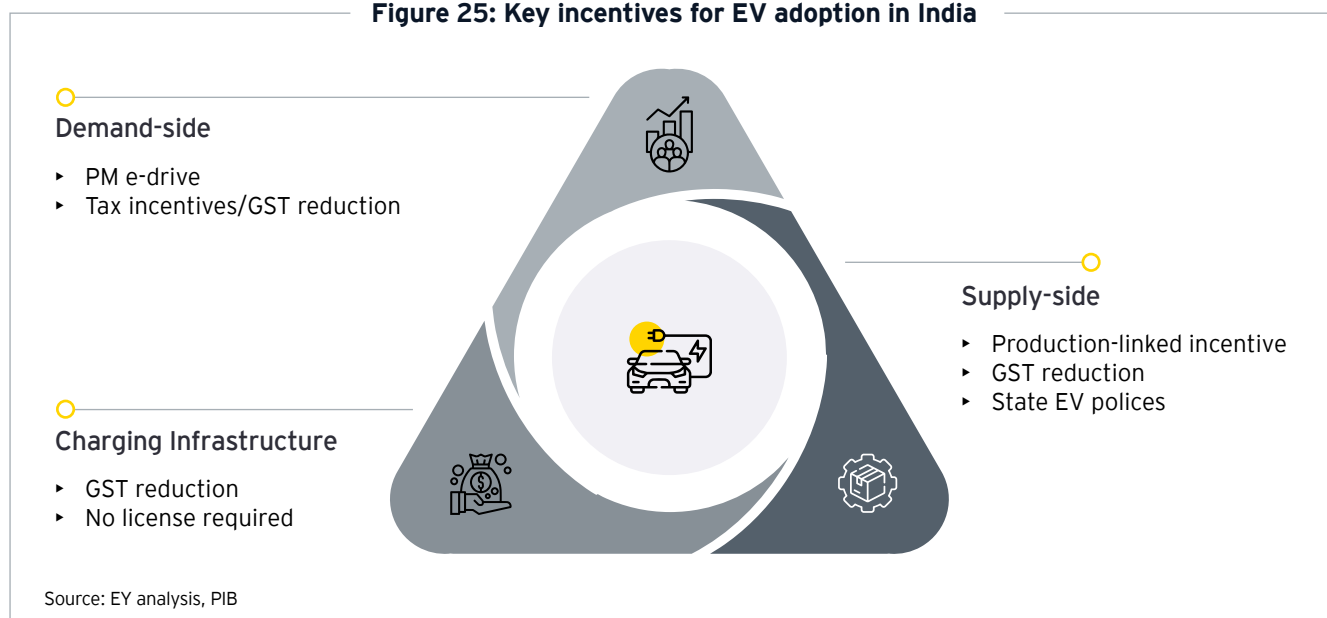 Figure 25: Key incentives for EV adoption in India
Demand-side
‣ PM e-drive
‣ Tax incentives/GST reduction
Supply-side
‣ Production-linked incentive
‣ GST reduction
‣ State EV polices
Charging Infrastructure
‣ GST reduction
‣ No license required
$
Source: EY analysis, PIB